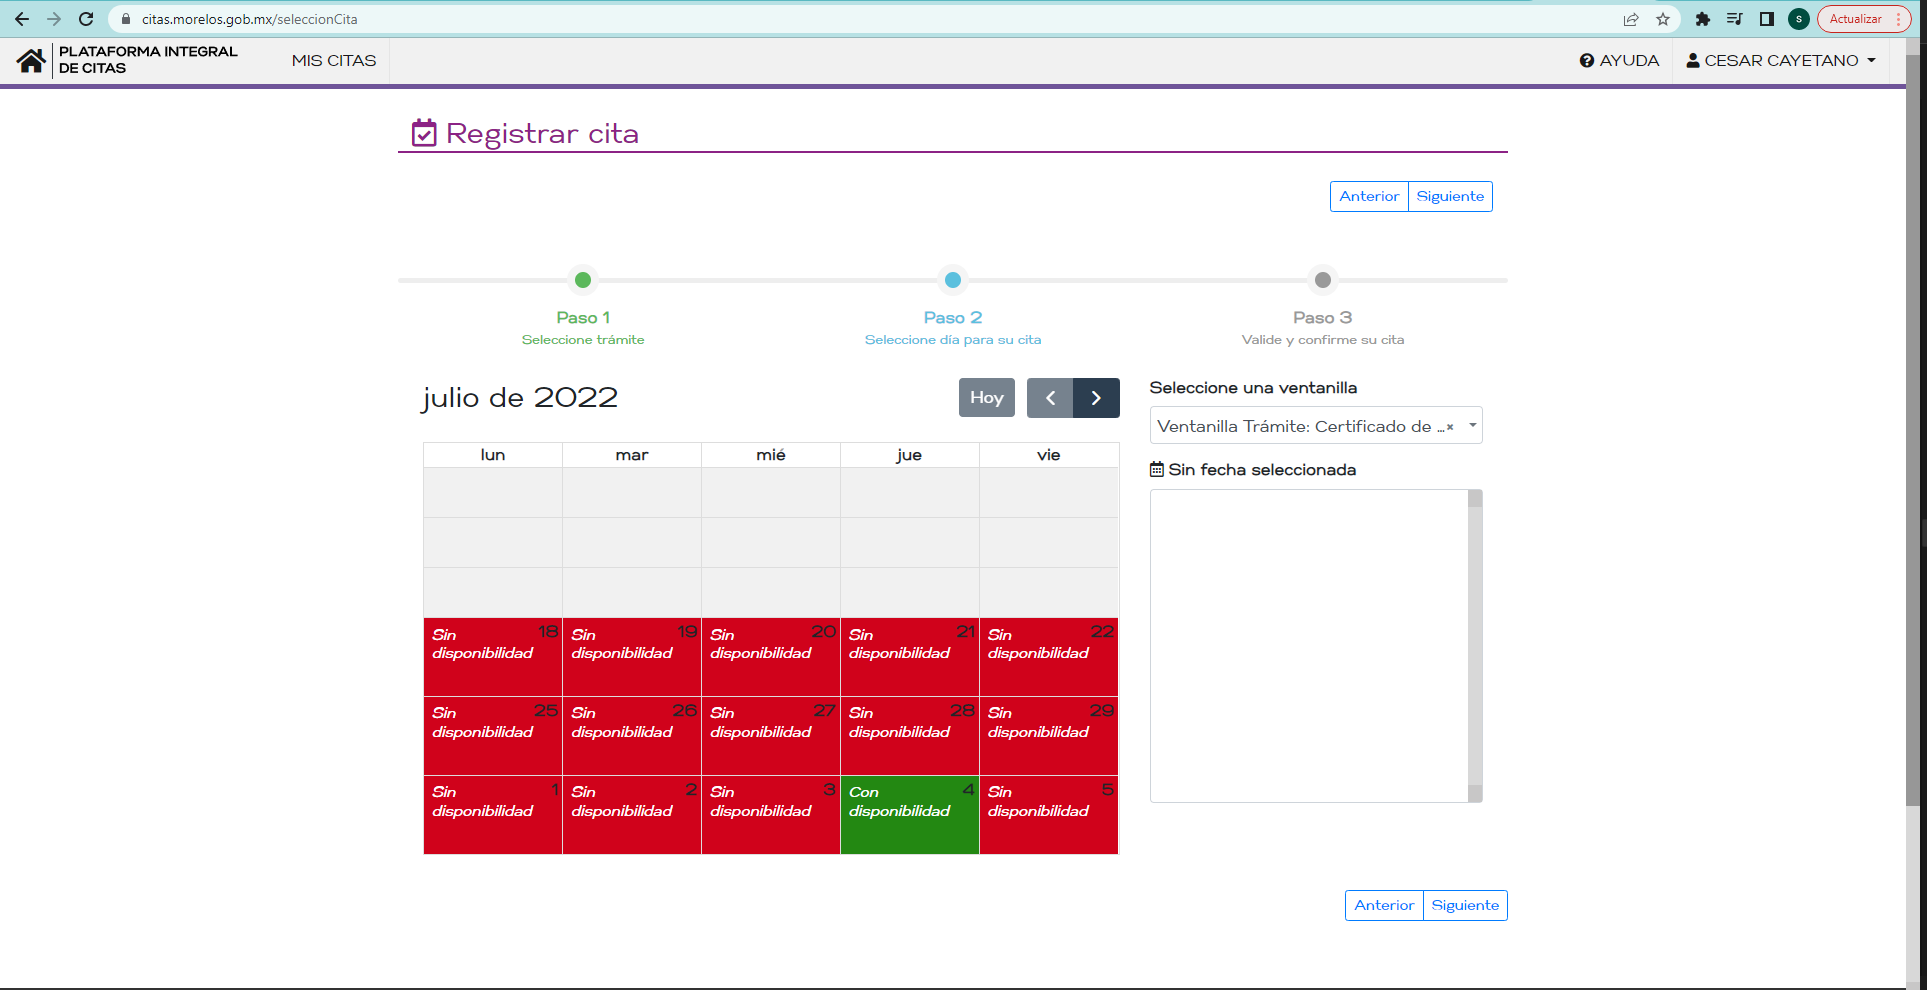 citas.morelos.gob.mx/seleccionCita
S
Actualizar
PLATAFORMA INTEGRAL
DE CITAS
MIS CITAS
AYUDA
CESAR CAYETANO
Registrar cita
Anterior Siguiente
Paso 1
Seleccione trámite
Paso 2
Seleccione día para su cita
Paso 3
Valide y confirme su cita
julio de 2022
Hoy
lun mar mié jue vie
18 19 20 21 22
Sin Sin Sin Sin Sin
disponibilidad disponibilidad disponibilidad disponibilidad disponibilidad
25 26 27 28 29
Sin Sin Sin Sin Sin
disponibilidad disponibilidad disponibilidad disponibilidad disponibilidad
1 2 3 4 5
Sin Sin Sin Con Sin
disponibilidad disponibilidad disponibilidad disponibilidad disponibilidad
Seleccione una ventanilla
Ventanilla Trámite: Certificado de ...×
Sin fecha seleccionada
Anterior Siguiente